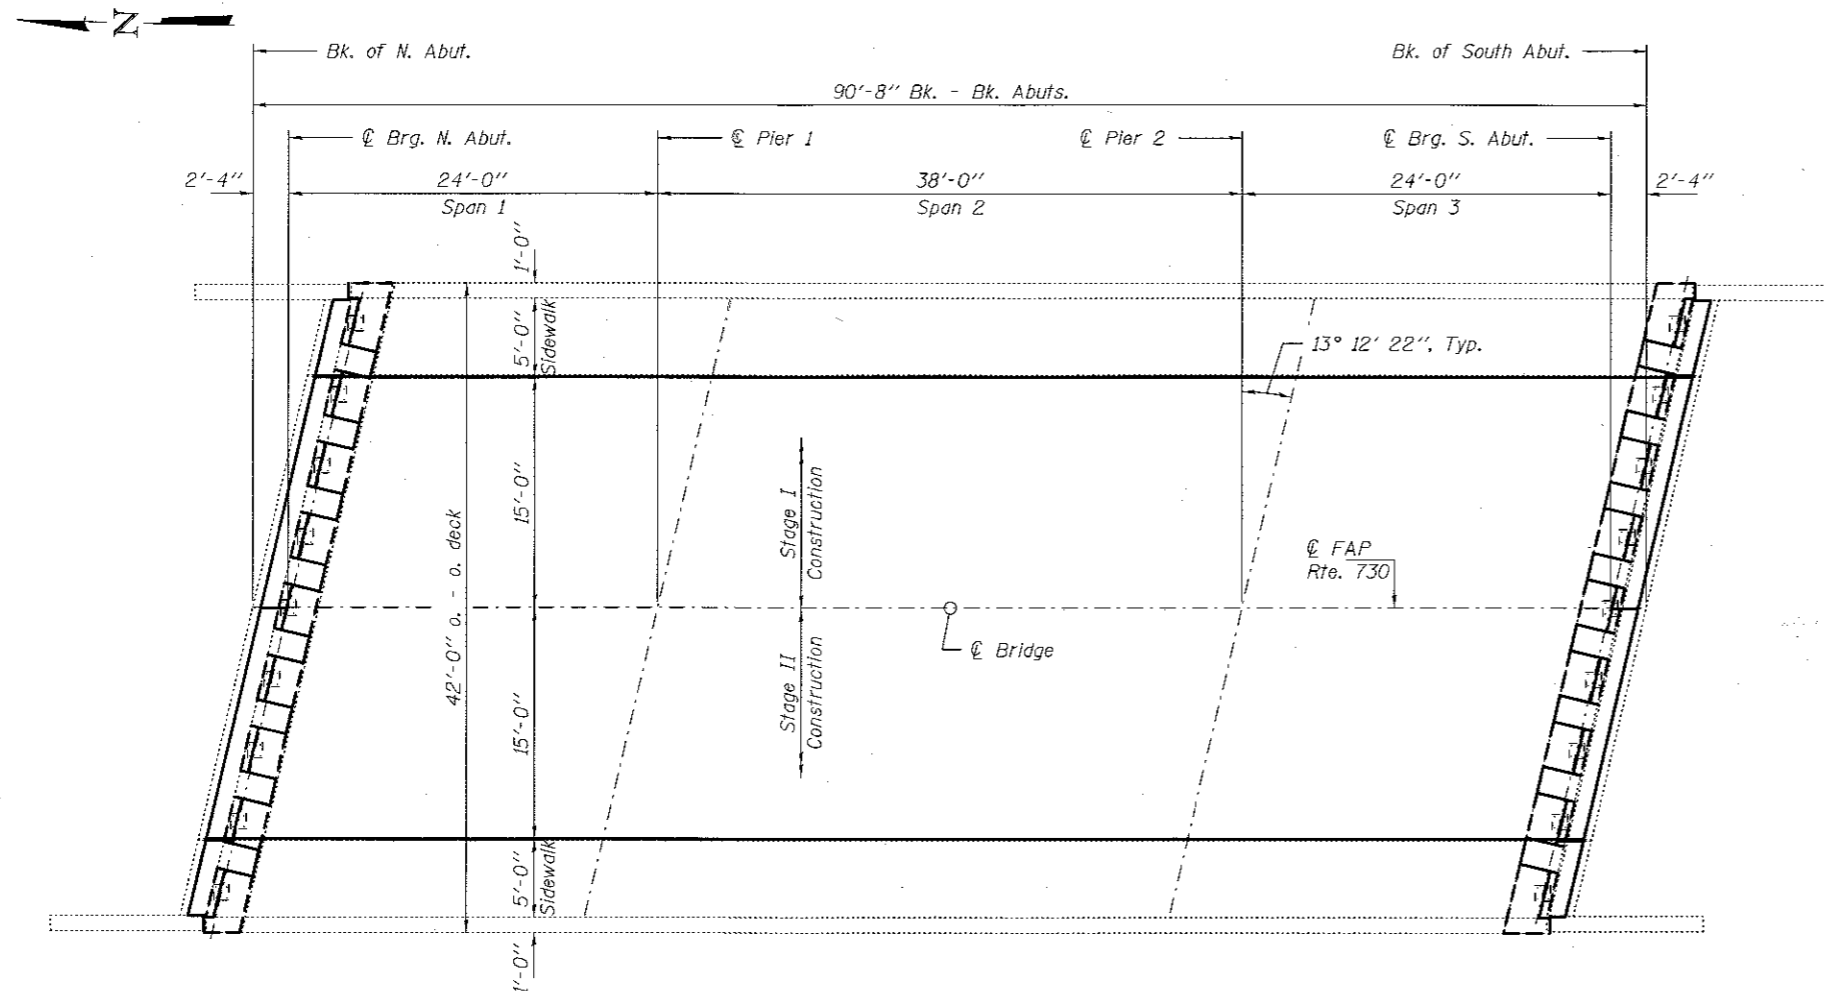 N
Bk. of N. Abut.
Bk. of South Abut.
90'-8" Bk. - Bk. Abuts.
℄ Brg. N. Abut.
℄ Pier 1
℄ Pier 2
℄ Brg. S. Abut.
2'-4"
24'-0"
38'-0"
24'-0"
2'-4"
Span 1
Span 2
Span 3
1'-0"
5'-0"
Sidewalk
13° 12' 22", Typ.
15'-0"
Stage I
Construction
42'-0" o. - o. deck
℄ FAP
Rte. 730
℄ Bridge
Stage II
Construction
15'-0"
5'-0"
Sidewalk
1'-0"